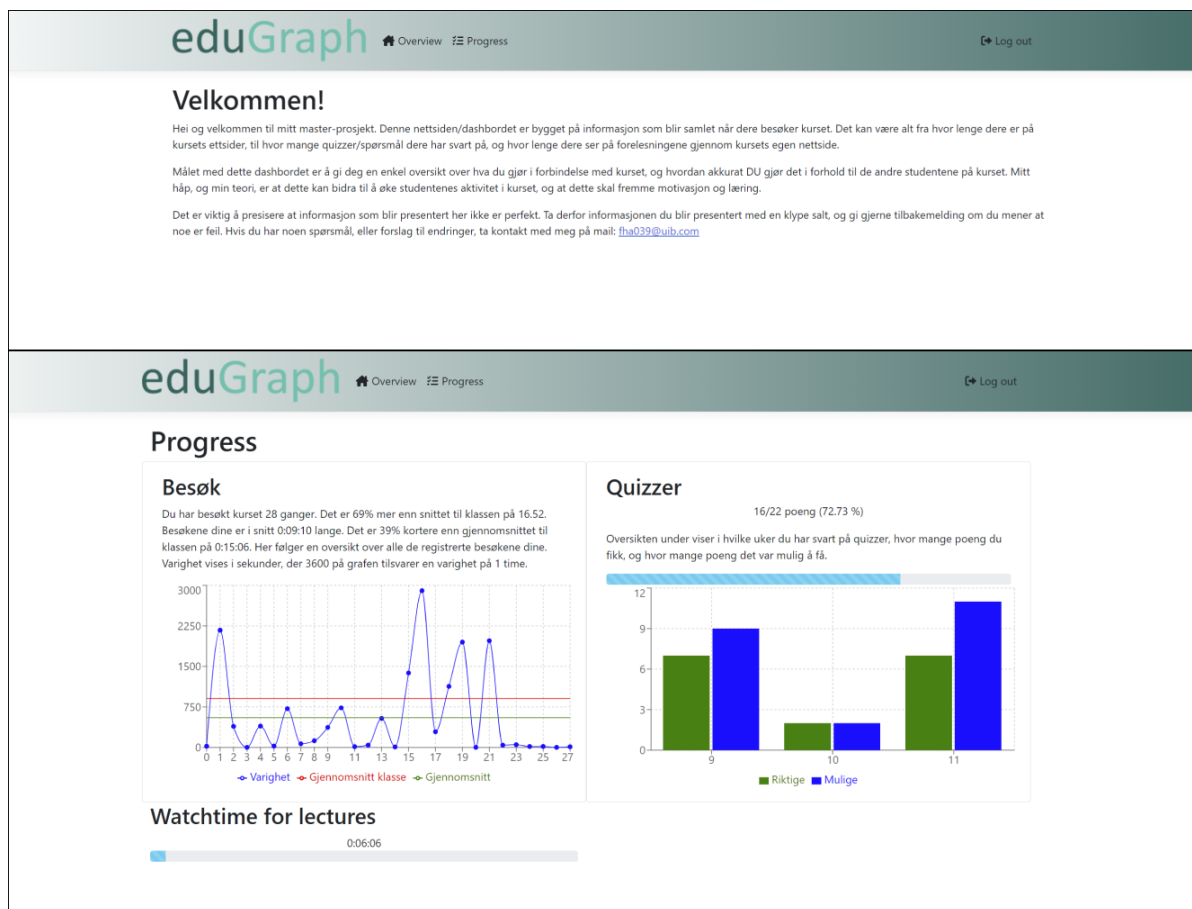 eduGraph Overview Progress Log out
Velkommen!
Hei og velkommen til mitt master-prosjekt. Denne nettsiden/dashbordet er bygget på informasjon som blir samlet når dere besøker kurset. Det kan være alt fra hvor lenge dere er på
kursets ettsider, til hvor mange quizzer/spørsmål dere har svart på, og hvor lenge dere ser på forelesningene gjennom kursets egen nettside.
Målet med dette dashbordet er å gi deg en enkel oversikt over hva du gjør i forbindelse med kurset, og hvordan akkurat DU gjør det i forhold til de andre studentene på kurset. Mitt
håp, og min teori, er at dette kan bidra til å øke studentenes aktivitet i kurset, og at dette skal fremme motivasjon og læring.
Det er viktig å presisere at informasjon som blir presentert her ikke er perfekt. Ta derfor informasjonen du blir presentert med en klype salt, og gi gjerne tilbakemelding om du mener at
noe er feil. Hvis du har noen spørsmål, eller forslag til endringer, ta kontakt med meg på mail: fha039@uib.com
eduGraph Overview Progress Log out
Progress
Besøk
Du har besøkt kurset 28 ganger. Det er 69% mer enn snittet til klassen på 16.52.
Besøkene dine er i snitt 0:09:10 lange. Det er 39% kortere enn gjennomsnittet til
klassen på 0:15:06. Her følger en oversikt over alle de registrerte besøkene dine.
Varighet vises i sekunder, der 3600 på grafen tilsvarer en varighet på 1 time.
3000
2250
1500
750
0
0 1 2 3 4 5 6 7 8 9 11 13 15 17 19 21 23 25 27
Varighet Gjennomsnitt klasse Gjennomsnitt
Quizzer
16/22 poeng (72.73 %)
Oversikten under viser i hvilke uker du har svart på quizzer, hvor mange poeng du
fikk, og hvor mange poeng det var mulig å få.
12
9
6
3
0
9 10 11
Riktige Mulige
Watchtime for lectures
0:06:06